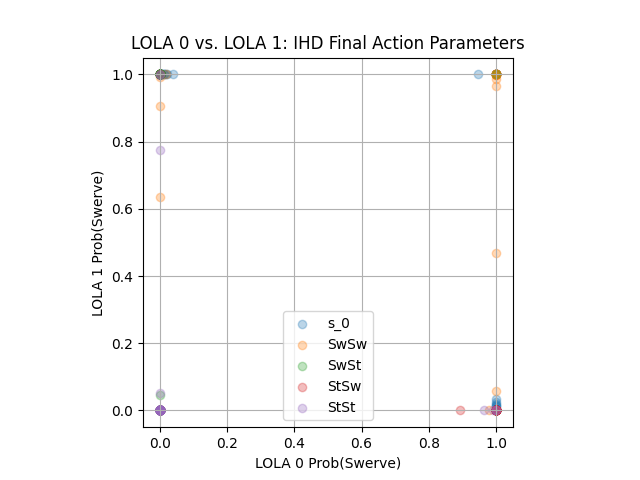 LOLA 0 vs. LOLA 1: IHD Final Action Parameters
1.0
0.8
0.6
0.4
0.2
0.0
LOLA 1 Prob(Swerve)
s_0
SwSw
SwSt
StSw
StSt
0.0 0.2 0.4 0.6 0.8 1.0
LOLA 0 Prob(Swerve)